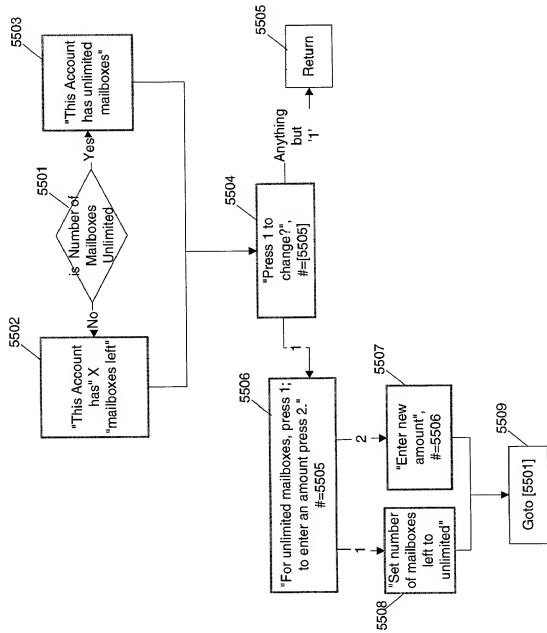 5503
"This Account
has unlimited
mailboxes"
5501
is Number of
Mailboxes
Unlimited
Yes
No
5502
"This Account
has" X
"mailboxes left"
5504
"Press 1 to
change?",
#=[5505]
Anything
but
'1'
5505
Return
1
5506
"For unlimited mailboxes, press 1;
to enter an amount press 2."
#=5505
2
5507
"Enter new
amount",
#=5506
1
5508
"Set number
of mailboxes
left to
unlimited"
5509
Goto [5501]